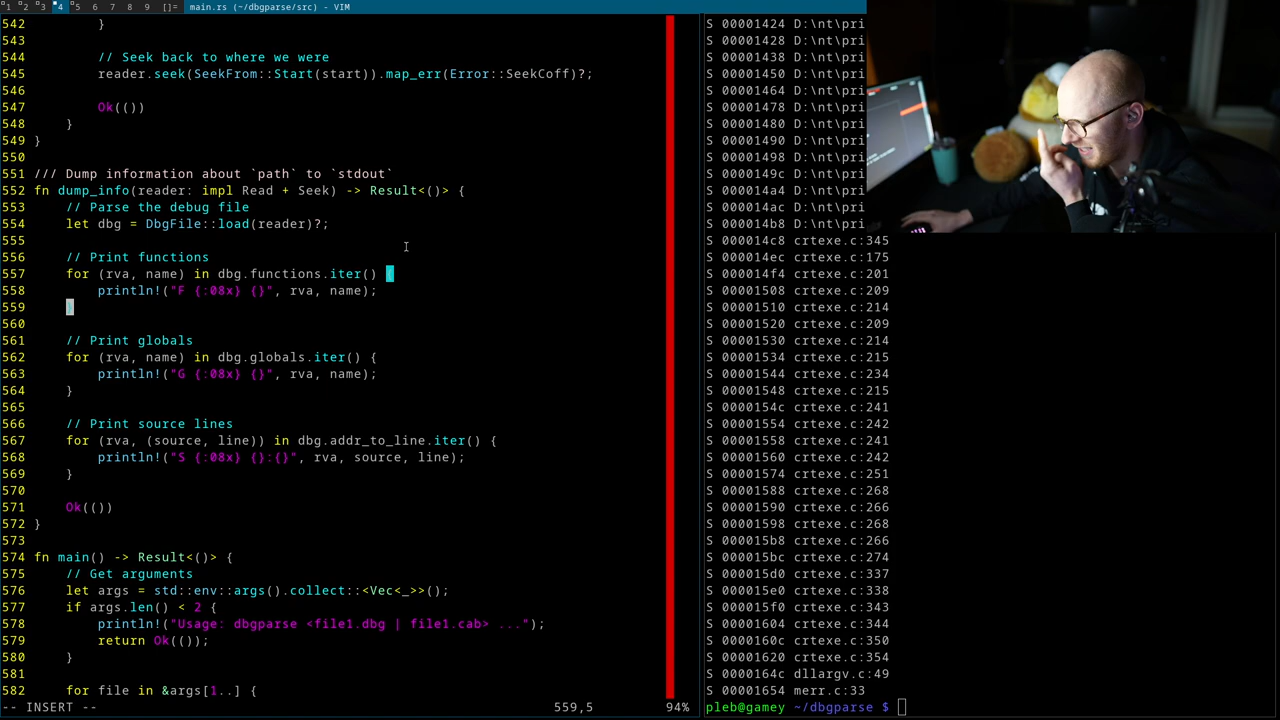 1 2 3 4 5 6 7 8 9 []= main.rs (~/dbgparse/src) - VIM
542         }
543
544         // Seek back to where we were
545         reader.seek(SeekFrom::Start(start)).map_err(Error::SeekCoff)?;
546
547         Ok(())
548     }
549 }
550
551 /// Dump information about `path` to `stdout`
552 fn dump_info(reader: impl Read + Seek) -> Result<()> {
553     // Parse the debug file
554     let dbg = DbgFile::load(reader)?;
555
556     // Print functions
557     for (rva, name) in dbg.functions.iter() {
558         println!("F {:08x} {}", rva, name);
559     }
560
561     // Print globals
562     for (rva, name) in dbg.globals.iter() {
563         println!("G {:08x} {}", rva, name);
564     }
565
566     // Print source lines
567     for (rva, (source, line)) in dbg.addr_to_line.iter() {
568         println!("S {:08x} {}:{}", rva, source, line);
569     }
570
571     Ok(())
572 }
573
574 fn main() -> Result<()> {
575     // Get arguments
576     let args = std::env::args().collect::<Vec<_>>();
577     if args.len() < 2 {
578         println!("Usage: dbgparse <file1.dbg | file1.cab> ...");
579         return Ok(());
580     }
581
582     for file in &args[1..] {
-- INSERT -- 559,5 94%
S 00001424 D:\nt\pri
S 00001428 D:\nt\pri
S 00001438 D:\nt\pri
S 00001450 D:\nt\pri
S 00001464 D:\nt\pri
S 00001478 D:\nt\pri
S 00001480 D:\nt\pri
S 00001490 D:\nt\pri
S 00001498 D:\nt\pri
S 0000149c D:\nt\pri
S 000014a4 D:\nt\pri
S 000014ac D:\nt\pri
S 000014b8 D:\nt\pri
S 000014c8 crtexe.c:345
S 000014ec crtexe.c:175
S 000014f4 crtexe.c:201
S 00001508 crtexe.c:209
S 00001510 crtexe.c:214
S 00001520 crtexe.c:209
S 00001530 crtexe.c:214
S 00001534 crtexe.c:215
S 00001544 crtexe.c:234
S 00001548 crtexe.c:215
S 0000154c crtexe.c:241
S 00001554 crtexe.c:242
S 00001558 crtexe.c:241
S 00001560 crtexe.c:242
S 00001574 crtexe.c:251
S 00001588 crtexe.c:268
S 00001590 crtexe.c:266
S 00001598 crtexe.c:268
S 000015b8 crtexe.c:266
S 000015bc crtexe.c:274
S 000015d0 crtexe.c:337
S 000015e0 crtexe.c:338
S 000015f0 crtexe.c:343
S 00001604 crtexe.c:344
S 0000160c crtexe.c:350
S 00001620 crtexe.c:354
S 0000164c dllargv.c:49
S 00001654 merr.c:33
pleb@gamey ~/dbgparse $